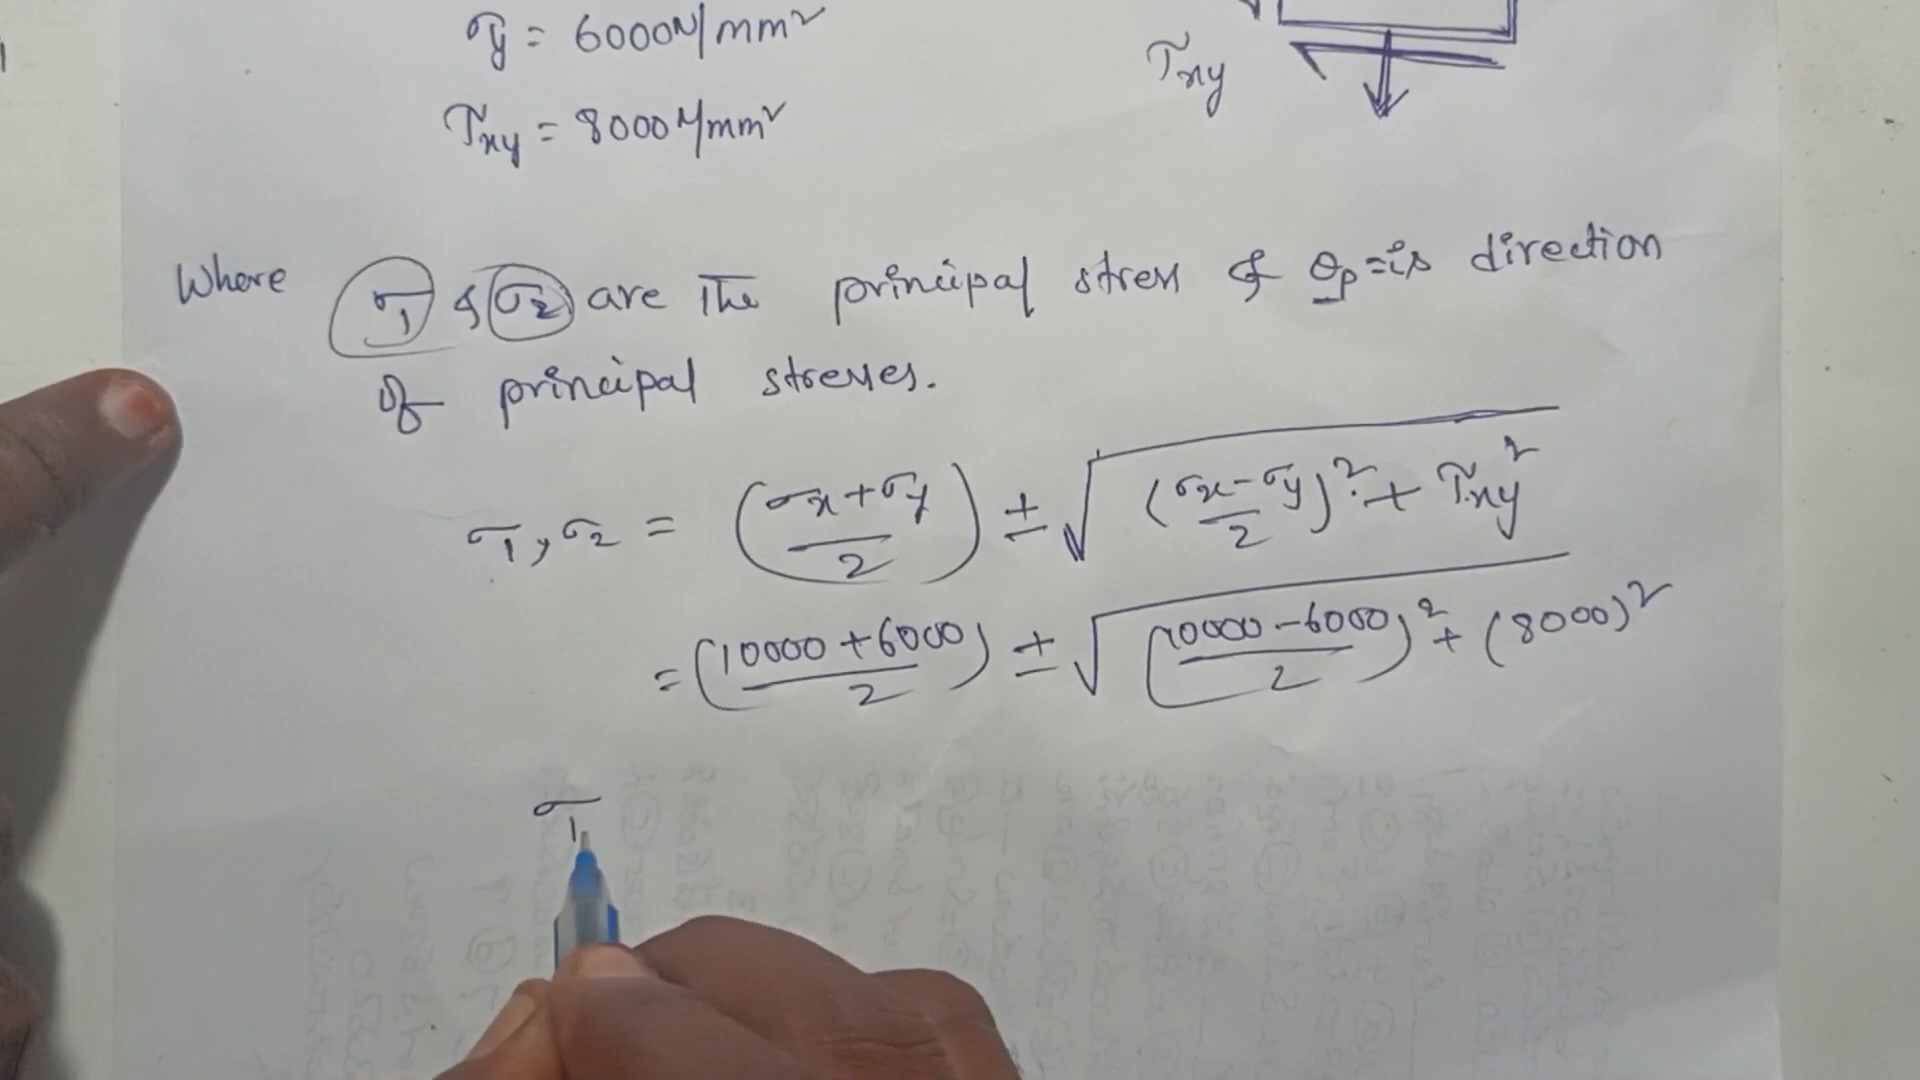 σy = 6000N/mm²
τxy
τxy = 8000N/mm²
Where σ1 & σ2 are the principal stress & θp = is direction
of principal stresses.
σ1, σ2 = (σx+σy/2) ± √(σx-σy/2)² + τxy²
= (10000+6000/2) ± √(10000-6000/2)² + (8000)²
σ1